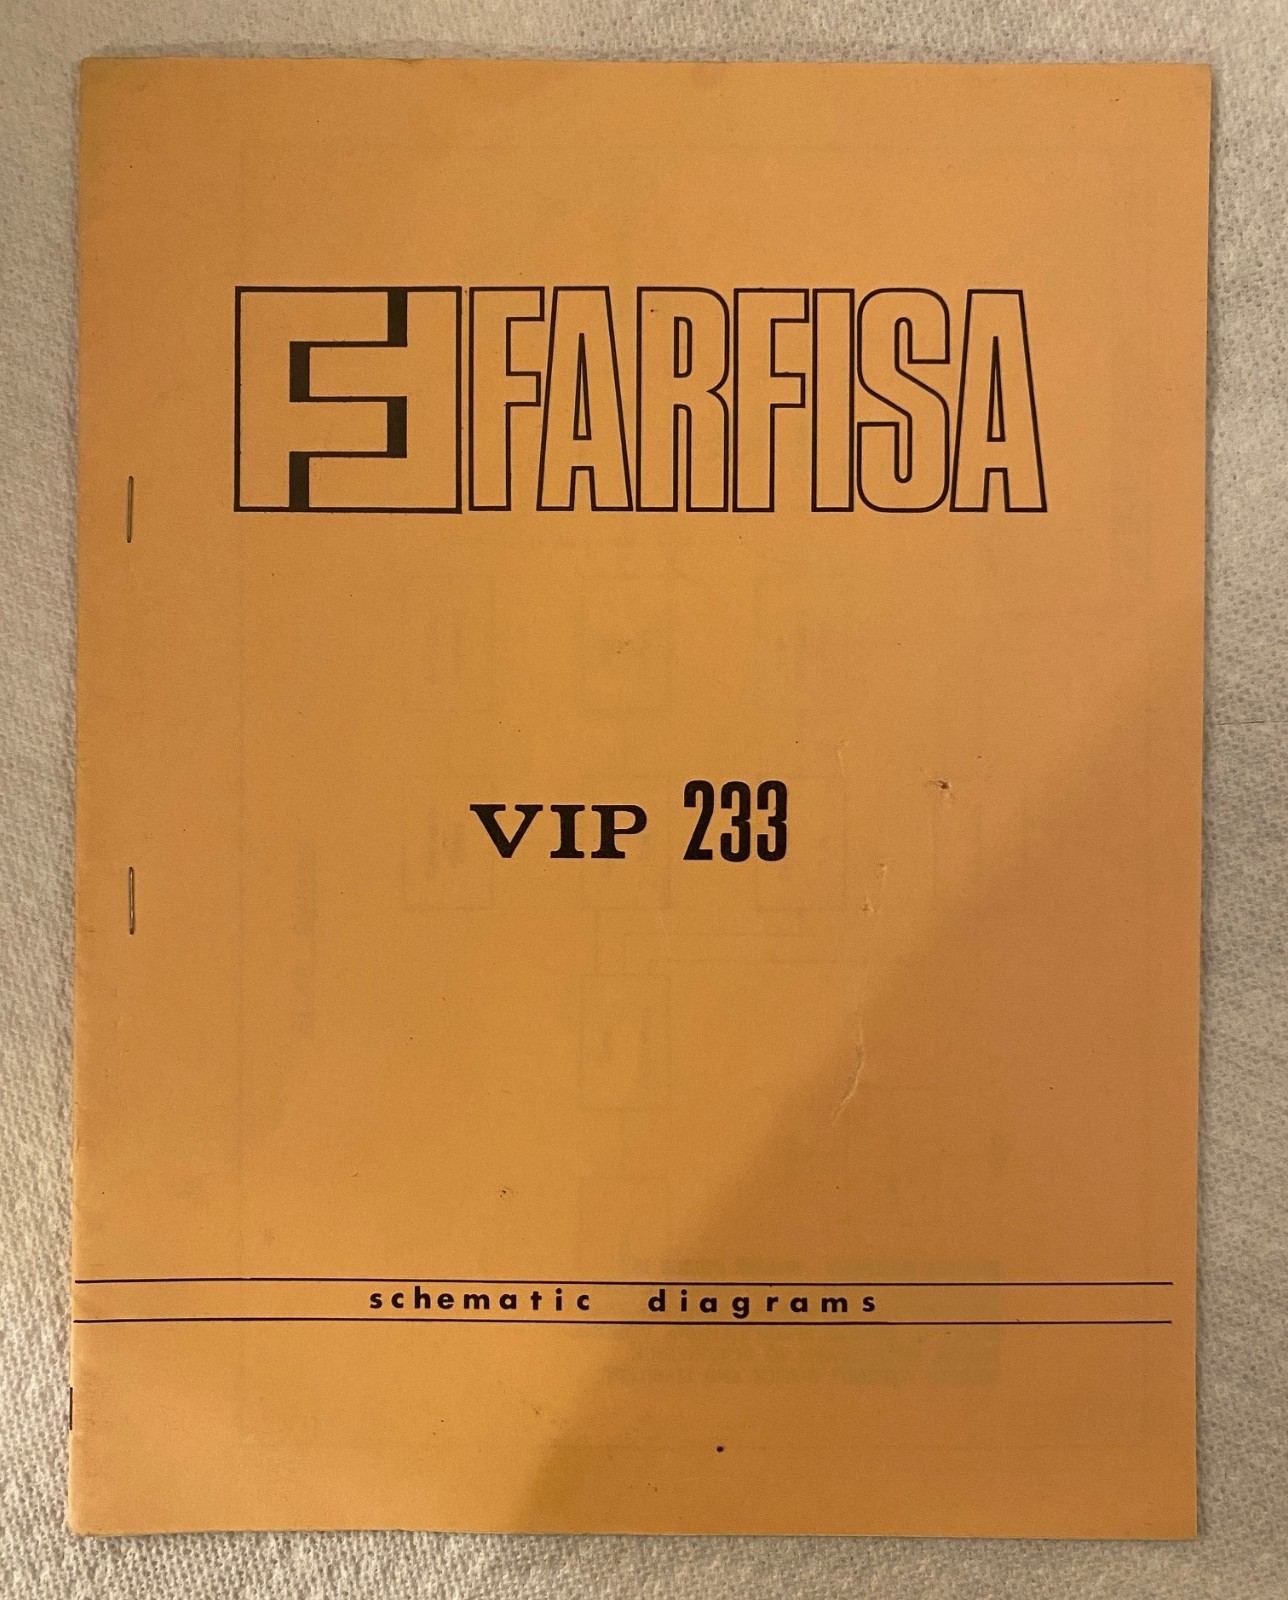 FARFISA
VIP 233
schematic diagrams